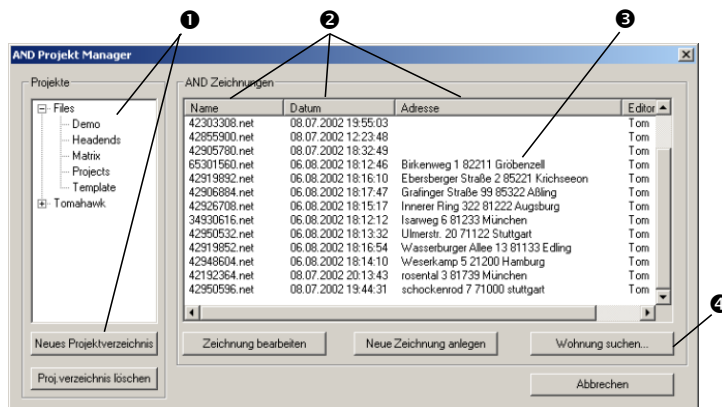 ❶ ❷ ❸
AND Projekt Manager
Projekte
Files
Demo
Headends
Matrix
Projects
Template
Tomahawk
Neues Projektverzeichnis
Proj.verzeichnis löschen
AND Zeichnungen
Name Datum Adresse Editor
42303308.net 08.07.2002 19:55:03 Tom
42855900.net 08.07.2002 12:23:48 Tom
42905780.net 08.07.2002 18:32:49 Tom
65301560.net 06.08.2002 18:12:46 Birkenweg 1 82211 Gröbenzell Tom
42919892.net 06.08.2002 18:16:10 Ebersberger Straße 2 85221 Krichseeon Tom
42906884.net 06.08.2002 18:17:47 Grafinger Straße 99 85322 Aßling Tom
42926708.net 06.08.2002 18:15:17 Innerer Ring 322 81222 Augsburg Tom
34930616.net 06.08.2002 18:12:12 Isarweg 6 81233 München Tom
42950532.net 06.08.2002 18:13:32 Ulmerstr. 20 71122 Stuttgart Tom
42919852.net 06.08.2002 18:16:54 Wasserburger Allee 13 81133 Edling Tom
42948604.net 06.08.2002 18:14:10 Weserkamp 5 21200 Hamburg Tom
42192364.net 08.07.2002 20:13:43 rosental 3 81739 München Tom
42950596.net 08.07.2002 19:44:31 schockenrod 7 71000 stuttgart Tom
❹
Zeichnung bearbeiten Neue Zeichnung anlegen Wohnung suchen...
Abbrechen